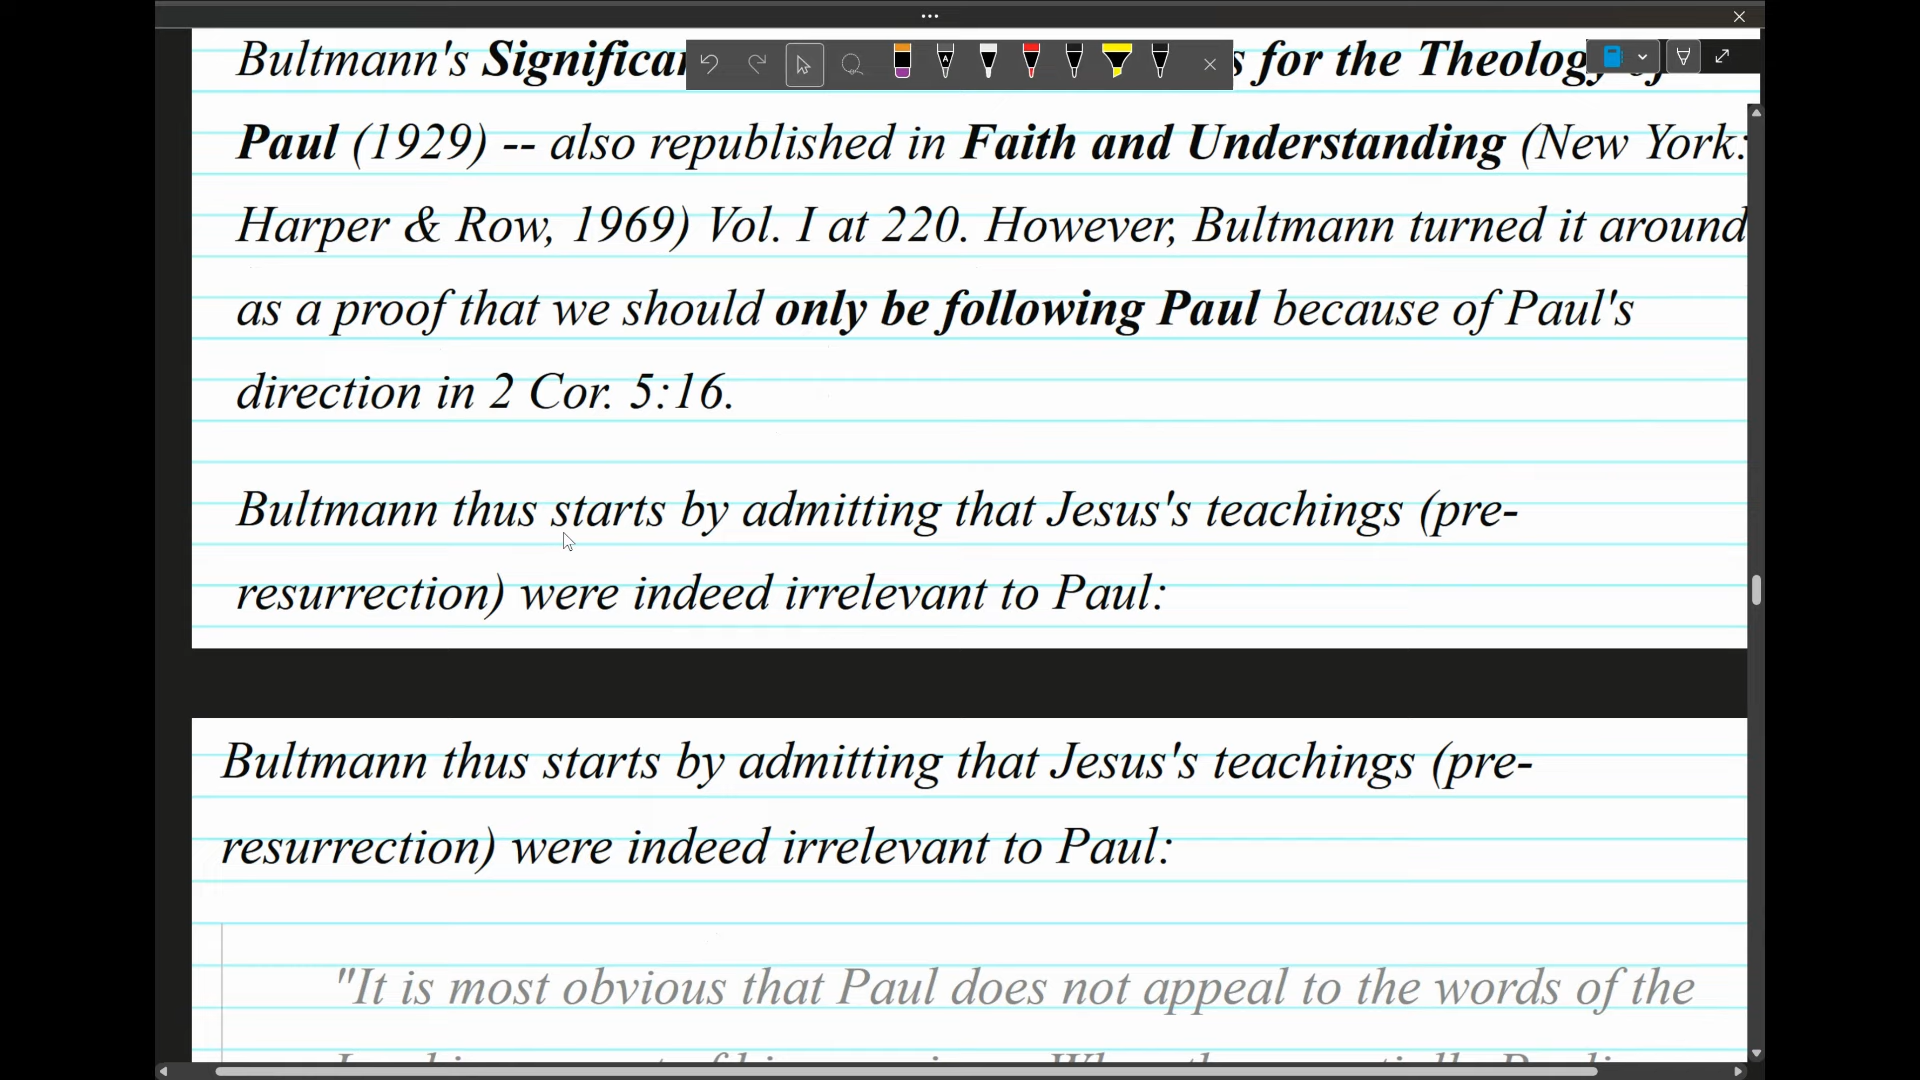 Bultmann's Significan s for the Theology of
Paul (1929) -- also republished in Faith and Understanding (New York:
Harper & Row, 1969) Vol. I at 220. However, Bultmann turned it around
as a proof that we should only be following Paul because of Paul's
direction in 2 Cor. 5:16.
Bultmann thus starts by admitting that Jesus's teachings (pre-
resurrection) were indeed irrelevant to Paul:
Bultmann thus starts by admitting that Jesus's teachings (pre-
resurrection) were indeed irrelevant to Paul:
"It is most obvious that Paul does not appeal to the words of the